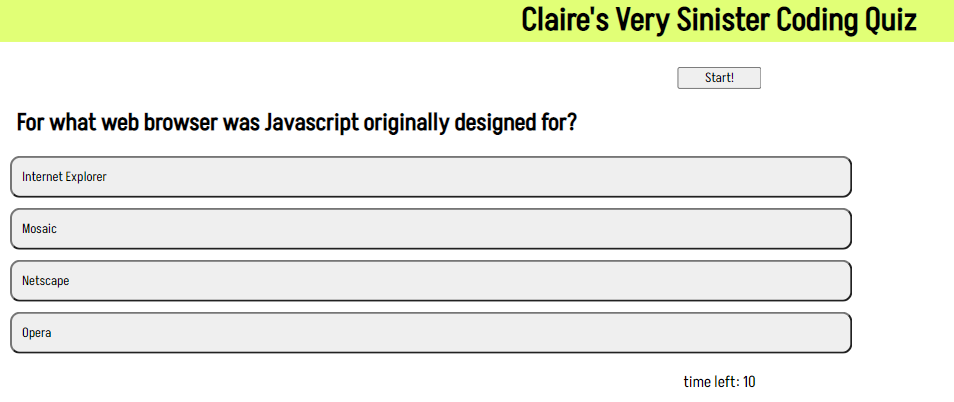 Claire's Very Sinister Coding Quiz
Start!
For what web browser was Javascript originally designed for?
Internet Explorer
Mosaic
Netscape
Opera
time left: 10